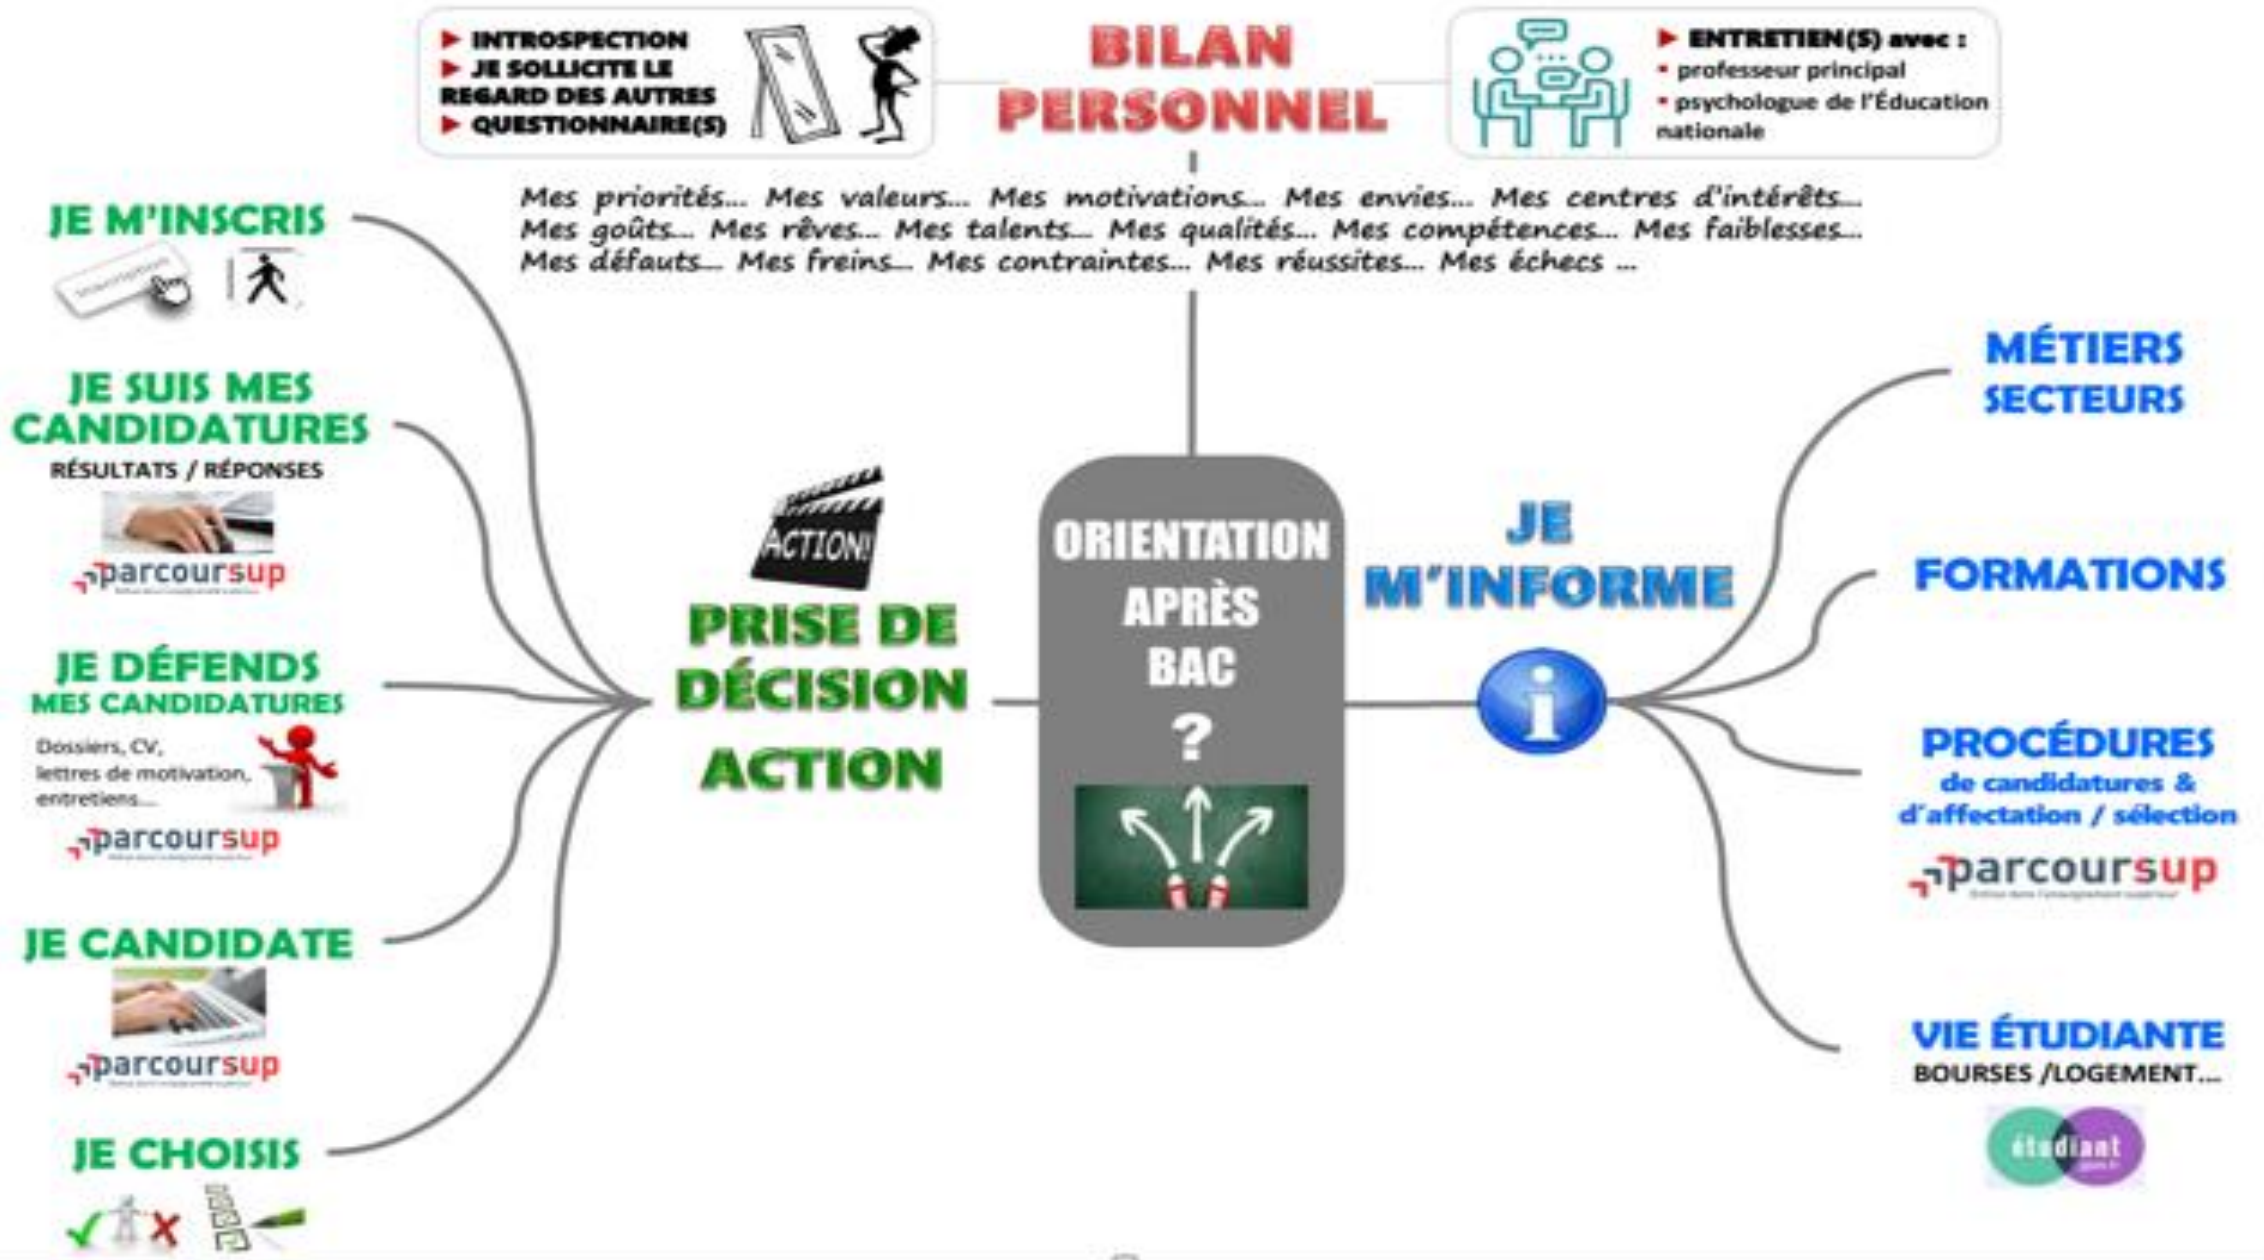 ► INTROSPECTION
► JE SOLLICITE LE
REGARD DES AUTRES
► QUESTIONNAIRE(S)
BILAN
PERSONNEL
► ENTRETIEN(S) avec :
▪ professeur principal
▪ psychologue de l'Éducation
nationale
Mes priorités... Mes valeurs... Mes motivations... Mes envies... Mes centres d'intérêts...
Mes goûts... Mes rêves... Mes talents... Mes qualités... Mes compétences... Mes faiblesses...
Mes défauts... Mes freins... Mes contraintes... Mes réussites... Mes échecs ...
JE M'INSCRIS
Inscription
JE SUIS MES
CANDIDATURES
RÉSULTATS / RÉPONSES
parcoursup
JE DÉFENDS
MES CANDIDATURES
Dossiers, CV,
lettres de motivation,
entretiens...
parcoursup
JE CANDIDATE
parcoursup
JE CHOISIS
ACTION!
PRISE DE
DÉCISION
ACTION
ORIENTATION
APRÈS
BAC
?
JE
M'INFORME
i
MÉTIERS
SECTEURS
FORMATIONS
PROCÉDURES
de candidatures &
d'affectation / sélection
parcoursup
VIE ÉTUDIANTE
BOURSES /LOGEMENT...
étudiant